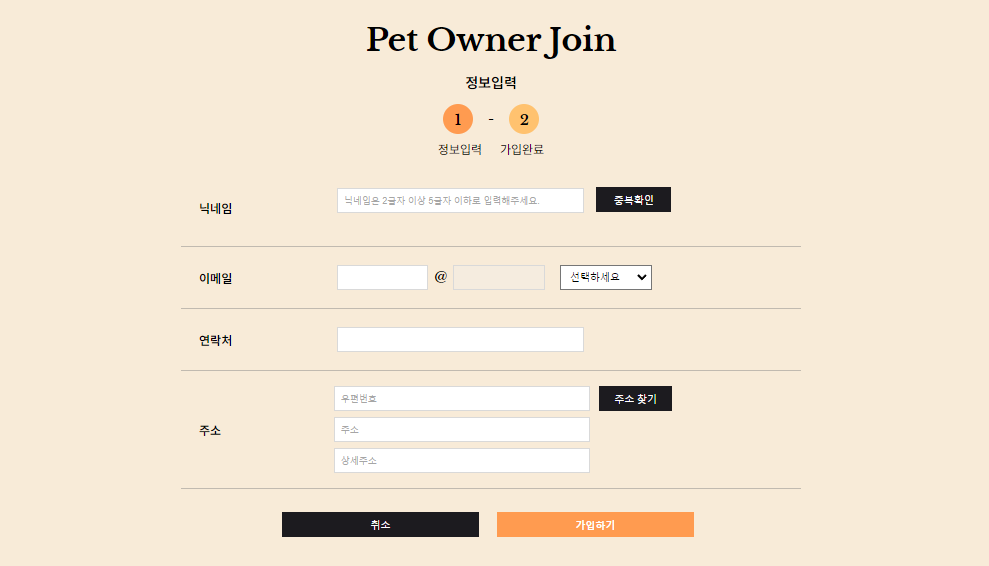 Pet Owner Join
정보입력
1 - 2
정보입력 가입완료
닉네임 닉네임은 2글자 이상 5글자 이하로 입력해주세요. 중복확인
이메일 @ 선택하세요
연락처
우편번호 주소 찾기
주소 주소
상세주소
취소 가입하기